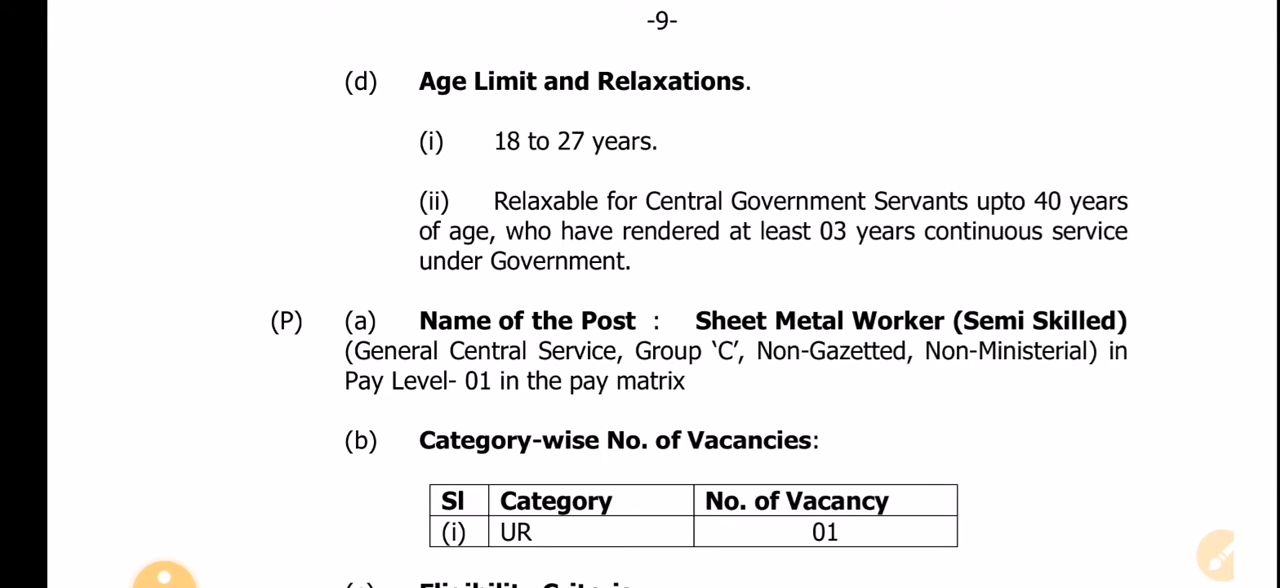 -9-
(d) Age Limit and Relaxations.
(i) 18 to 27 years.
(ii) Relaxable for Central Government Servants upto 40 years
of age, who have rendered at least 03 years continuous service
under Government.
(P) (a) Name of the Post : Sheet Metal Worker (Semi Skilled)
(General Central Service, Group ‘C’, Non-Gazetted, Non-Ministerial) in
Pay Level- 01 in the pay matrix
(b) Category-wise No. of Vacancies:
Sl Category No. of Vacancy
(i) UR 01